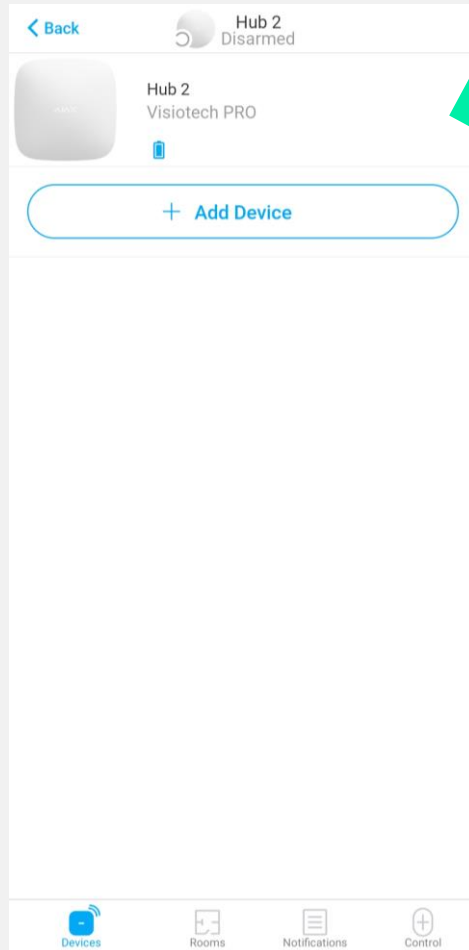 Back
Hub 2
Disarmed
Hub 2
Visiotech PRO
+ Add Device
Devices
Rooms
Notifications
Control